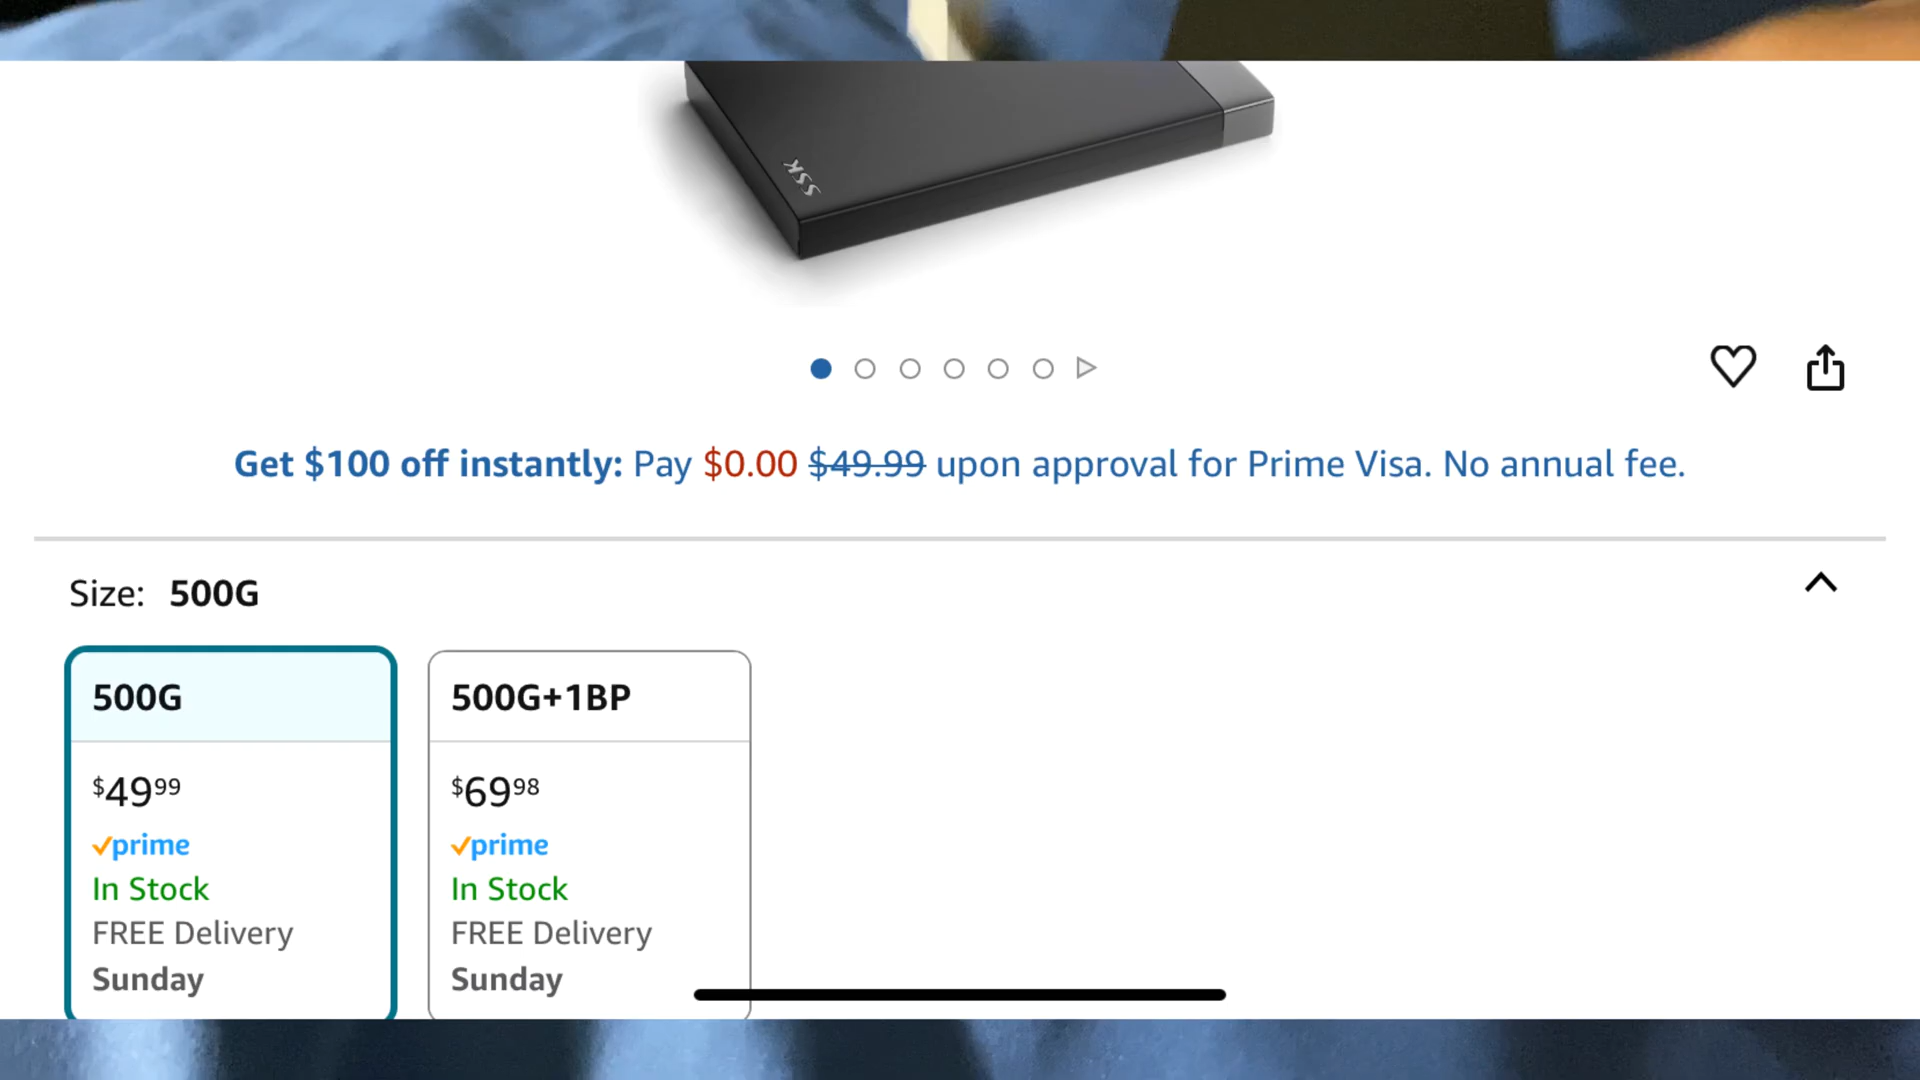 SSK
Get $100 off instantly: Pay $0.00 $49.99 upon approval for Prime Visa. No annual fee.
Size: 500G
500G
$4999
prime
In Stock
FREE Delivery
Sunday
500G+1BP
$6998
prime
In Stock
FREE Delivery
Sunday